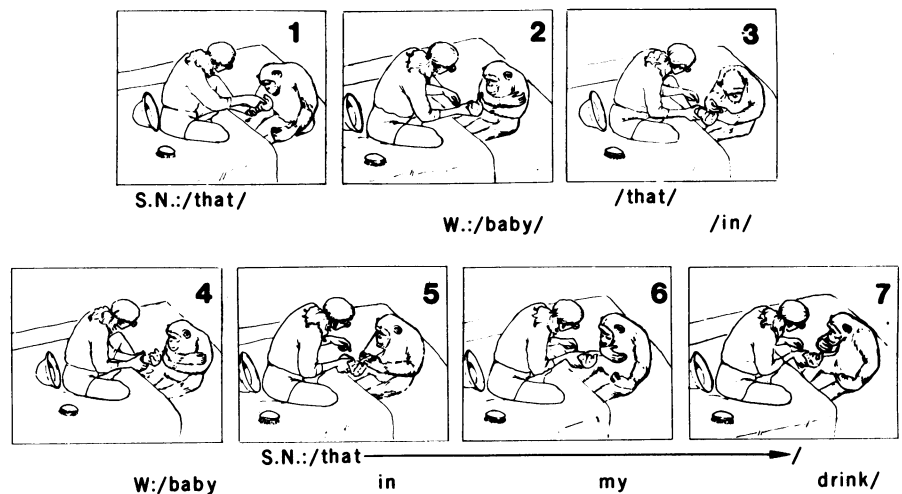 1
2
3
S.N.:/that/
/that/
W.:/baby/
/in/
4
5
6
7
S.N.:/that /
W:/baby in my drink/